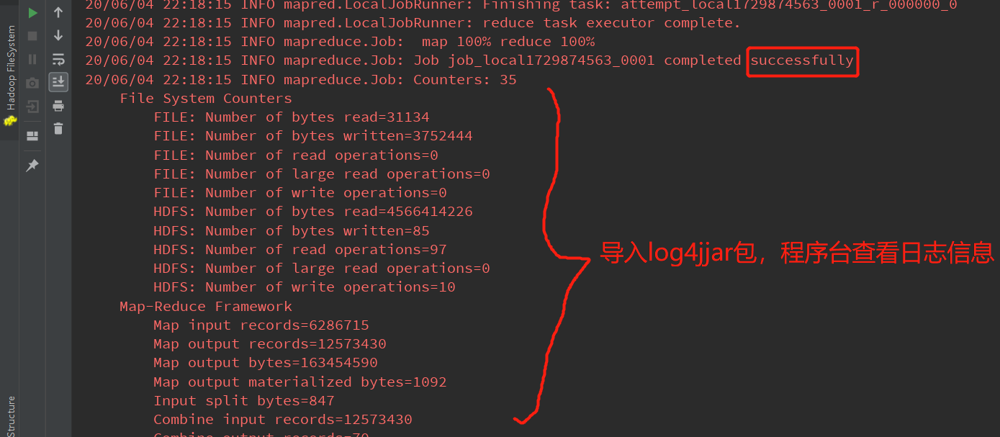 20/06/04 22:18:15 INFO mapred.LocalJobRunner: Finishing task: attempt_local1729874563_0001_r_000000_0
20/06/04 22:18:15 INFO mapred.LocalJobRunner: reduce task executor complete.
20/06/04 22:18:15 INFO mapreduce.Job:  map 100% reduce 100%
20/06/04 22:18:15 INFO mapreduce.Job: Job job_local1729874563_0001 completed successfully
20/06/04 22:18:15 INFO mapreduce.Job: Counters: 35
File System Counters
FILE: Number of bytes read=31134
FILE: Number of bytes written=3752444
FILE: Number of read operations=0
FILE: Number of large read operations=0
FILE: Number of write operations=0
HDFS: Number of bytes read=4566414226
HDFS: Number of bytes written=85
HDFS: Number of read operations=97
HDFS: Number of large read operations=0
HDFS: Number of write operations=10
Map-Reduce Framework
Map input records=6286715
Map output records=12573430
Map output bytes=163454590
Map output materialized bytes=1092
Input split bytes=847
Combine input records=12573430
Combine output records=70
导入log4jjar包，程序台查看日志信息
Hadoop FileSystem
Structure